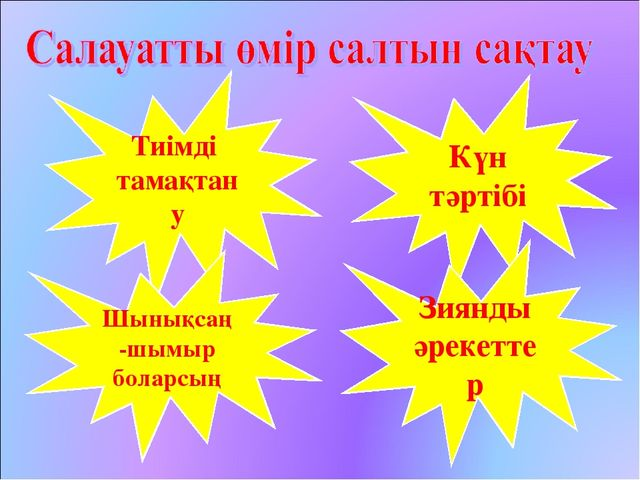 Салауатты өмір салтын сақтау
Тиімді
тамақтан
у
Күн
тәртібі
Шынықсаң
-шымыр
боларсың
Зиянды
әрекетте
р